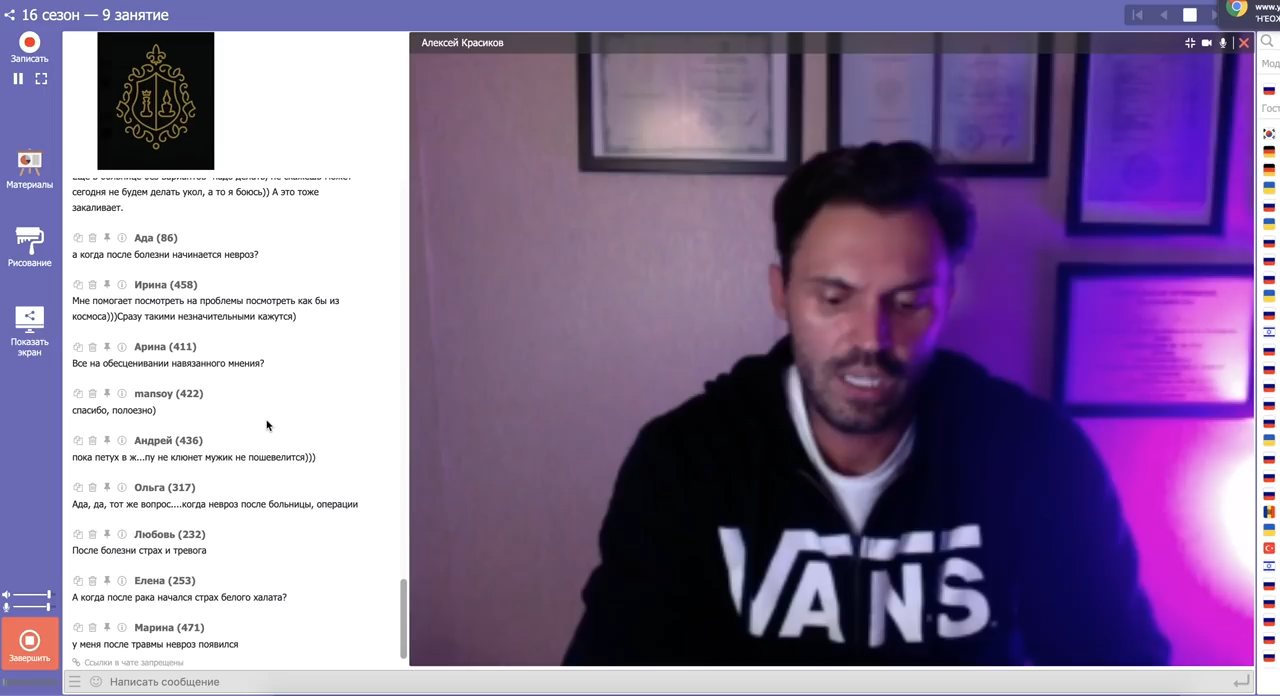 16 сезон — 9 занятие
www.y
Записать
Алексей Красиков
Мод
Гост
сегодня не будем делать укол, а то я боюсь)) А это тоже
закаливает.
Материалы
Ада (86)
а когда после болезни начинается невроз?
Рисование
Ирина (458)
Мне помогает посмотреть на проблемы посмотреть как бы из
космоса)))Сразу такими незначительными кажутся)
Показать
экран
Арина (411)
Все на обесценивании навязанного мнения?
mansoy (422)
спасибо, полоезно)
Андрей (436)
пока петух в ж...пу не клюнет мужик не пошевелится)))
Ольга (317)
Ада, да, тот же вопрос....когда невроз после больницы, операции
Любовь (232)
После болезни страх и тревога
VANS
Елена (253)
А когда после рака начался страх белого халата?
Марина (471)
у меня после травмы невроз появился
Завершить
Ссылки в чате запрещены
Написать сообщение